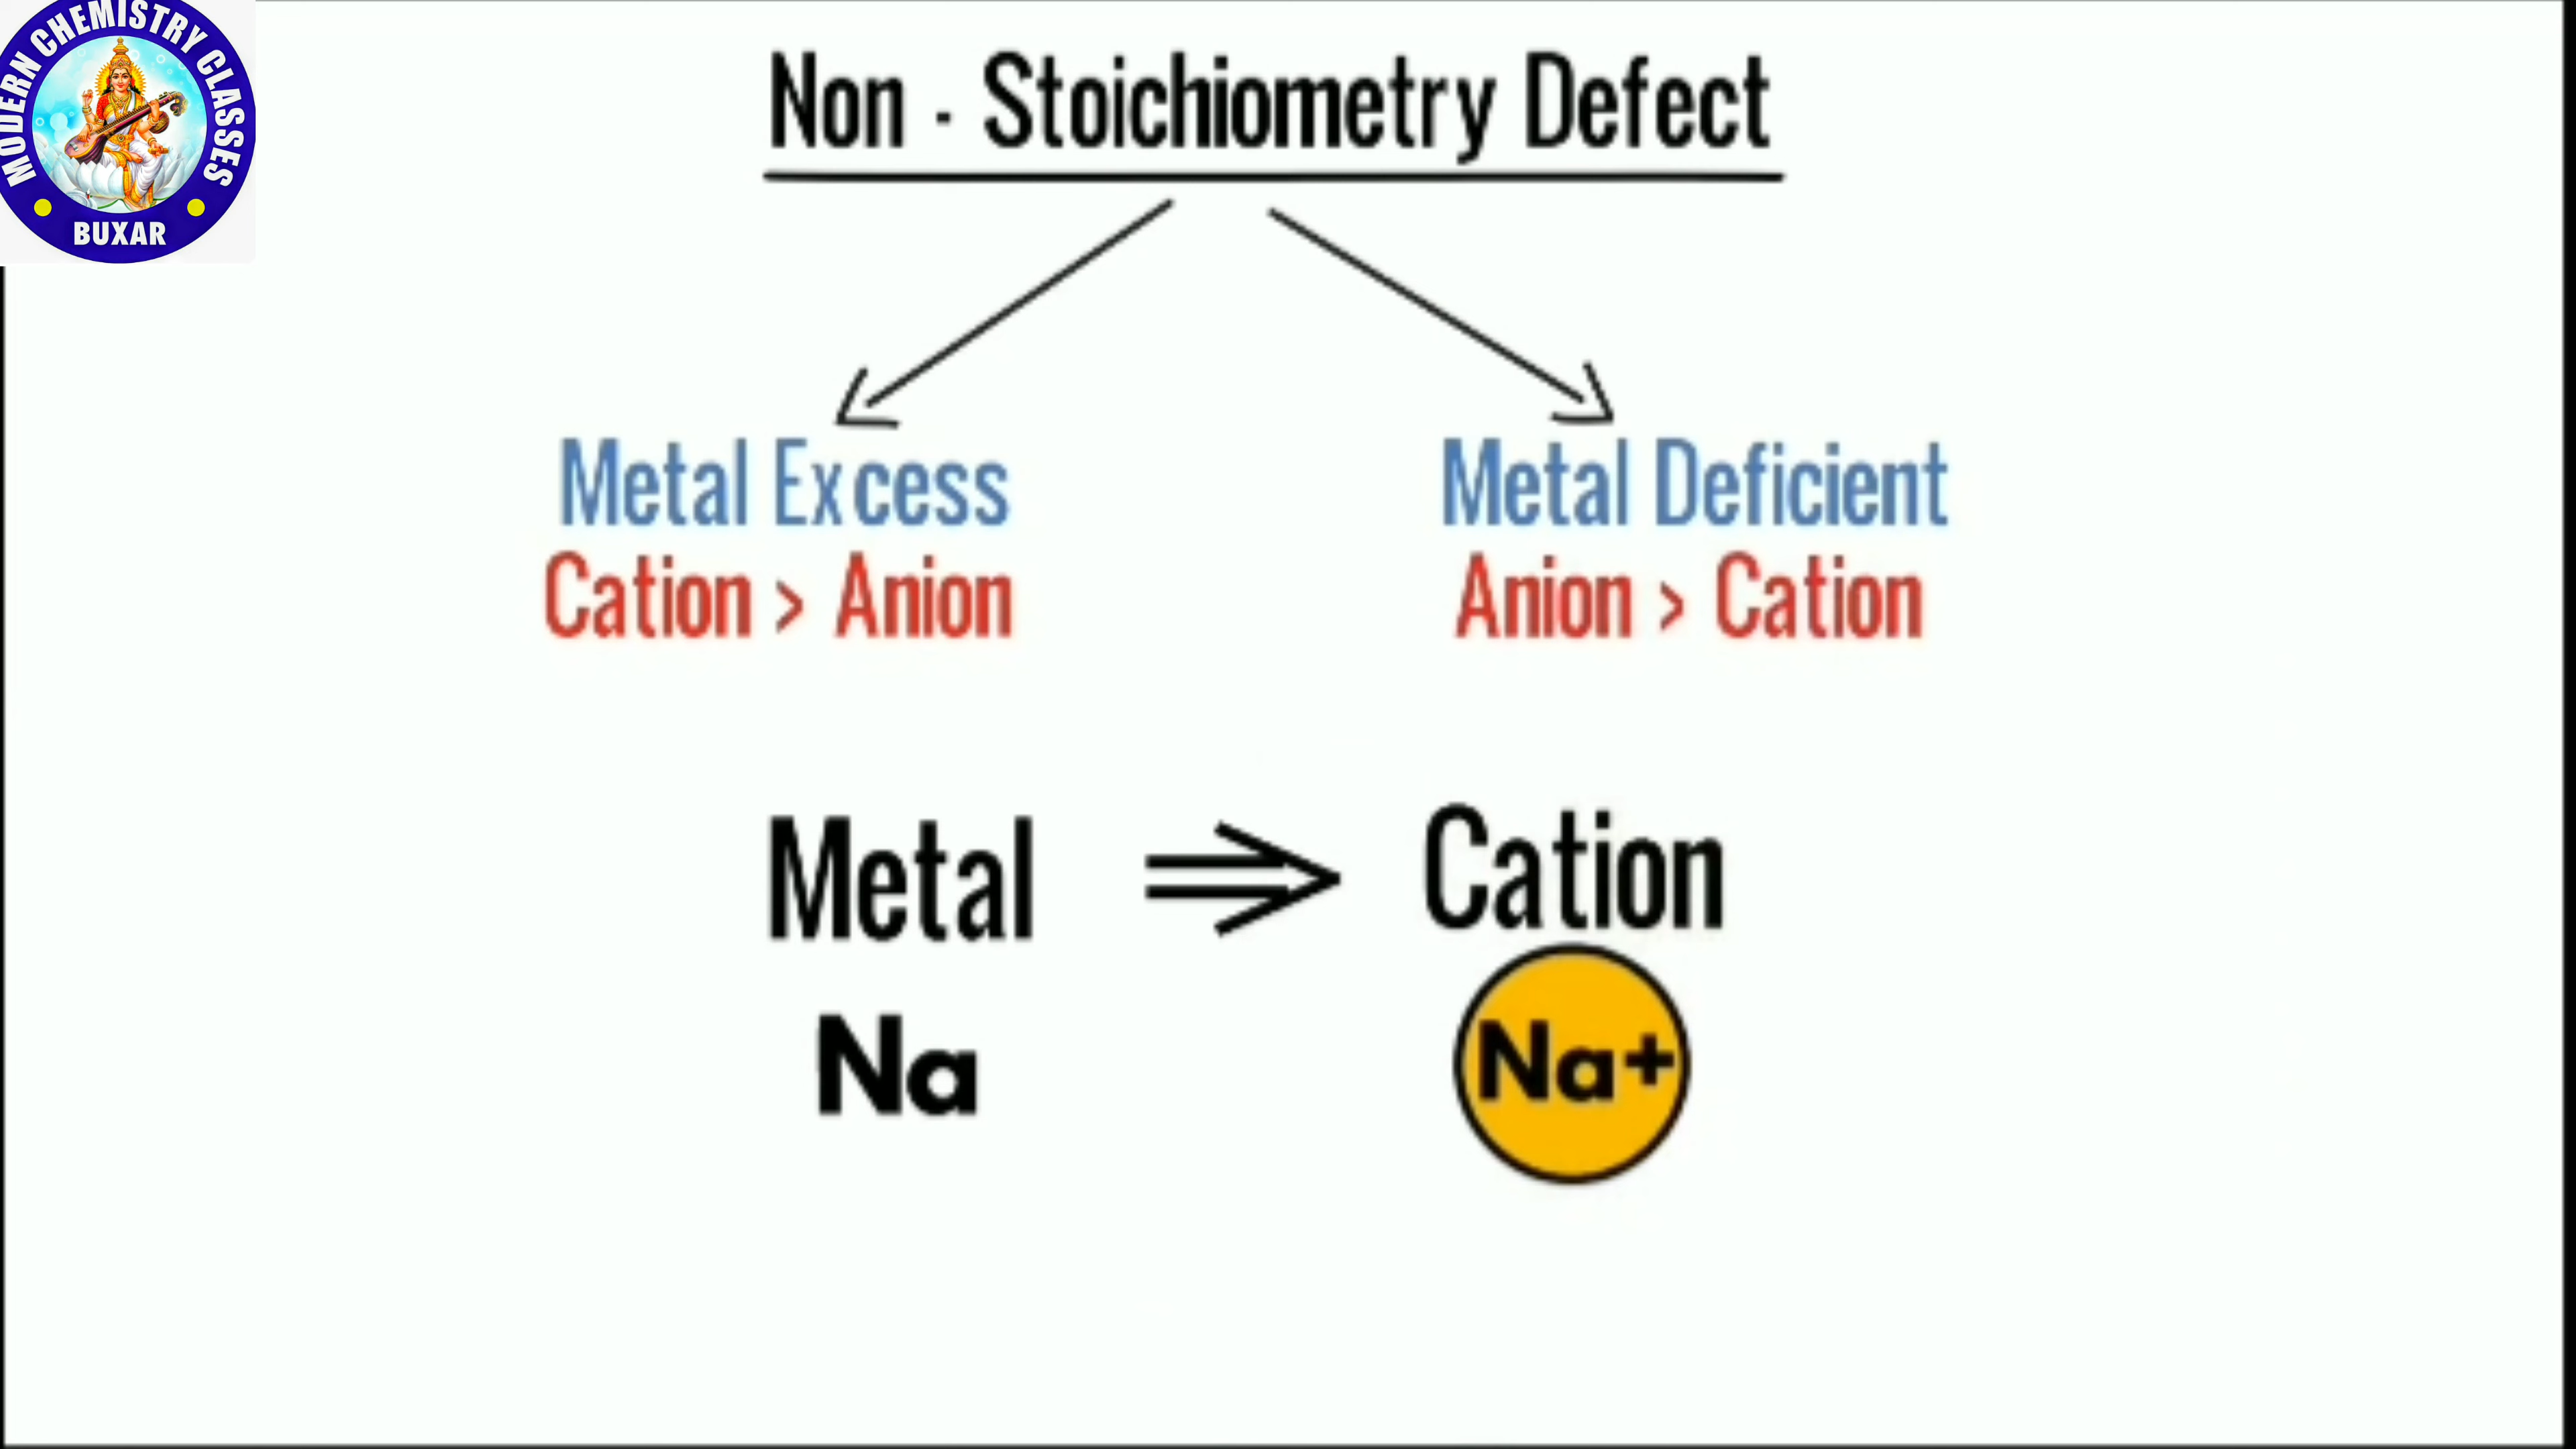 MODERN CHEMISTRY CLASSES
BUXAR
Non - Stoichiometry Defect
Metal Excess
Cation > Anion
Metal Deficient
Anion > Cation
Metal ⇒ Cation
Na
Na+